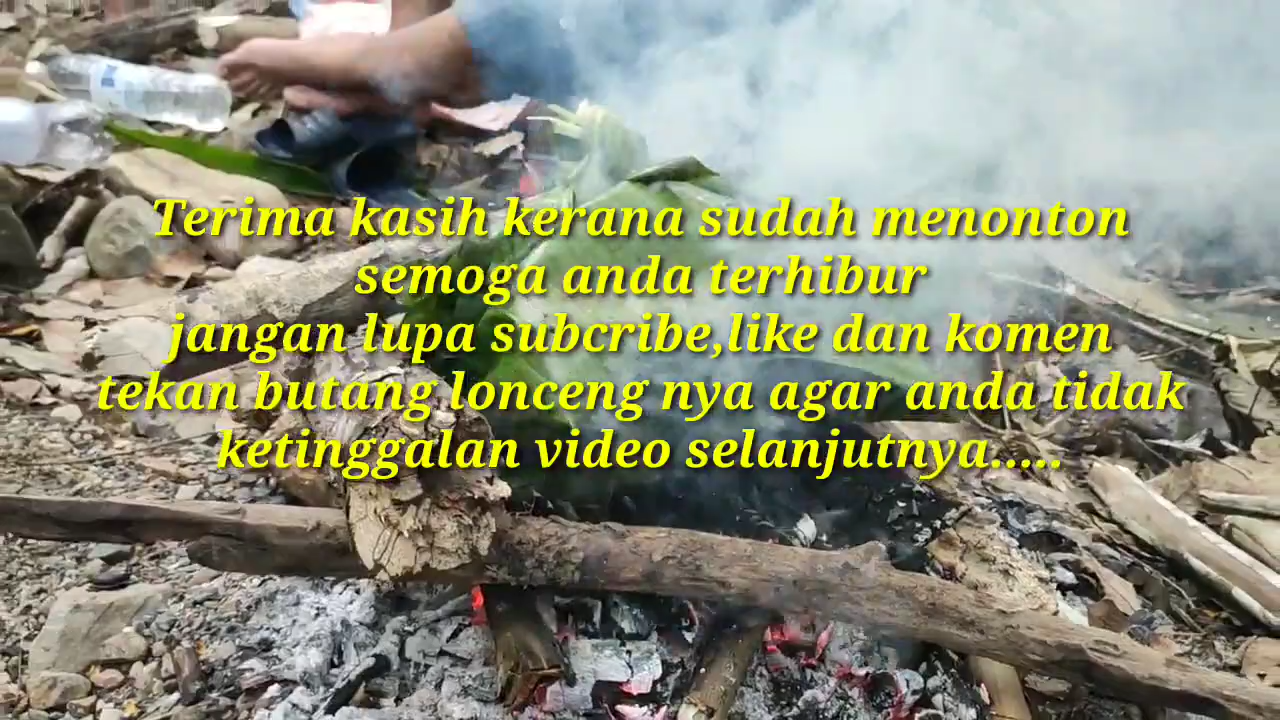 Terima kasih kerana sudah menonton
semoga anda terhibur
jangan lupa subcribe,like dan komen
tekan butang lonceng nya agar anda tidak
ketinggalan video selanjutnya.....